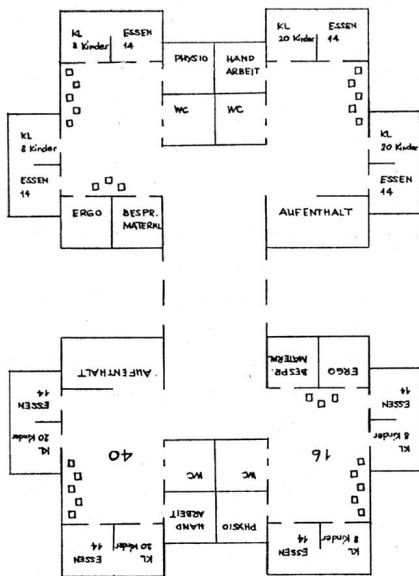 KL
8 Kinder
ESSEN
14
PHYSIO
HAND
ARBEIT
WC
WC
KL
20 Kinder
ESSEN
14
KL
8 Kinder
ESSEN
14
ERGO
BESPR.
MATERKL
KL
20 Kinder
ESSEN
14
AUFENTHALT
AUFENTHALT
BESPR.
MATERKL
ERGO
ESSEN
14
KL
20 Kinder
40
WC
WC
HAND
ARBEIT
PHYSIO
16
ESSEN
14
KL
8 Kinder
ESSEN
14
KL
20 Kinder
ESSEN
14
KL
8 Kinder